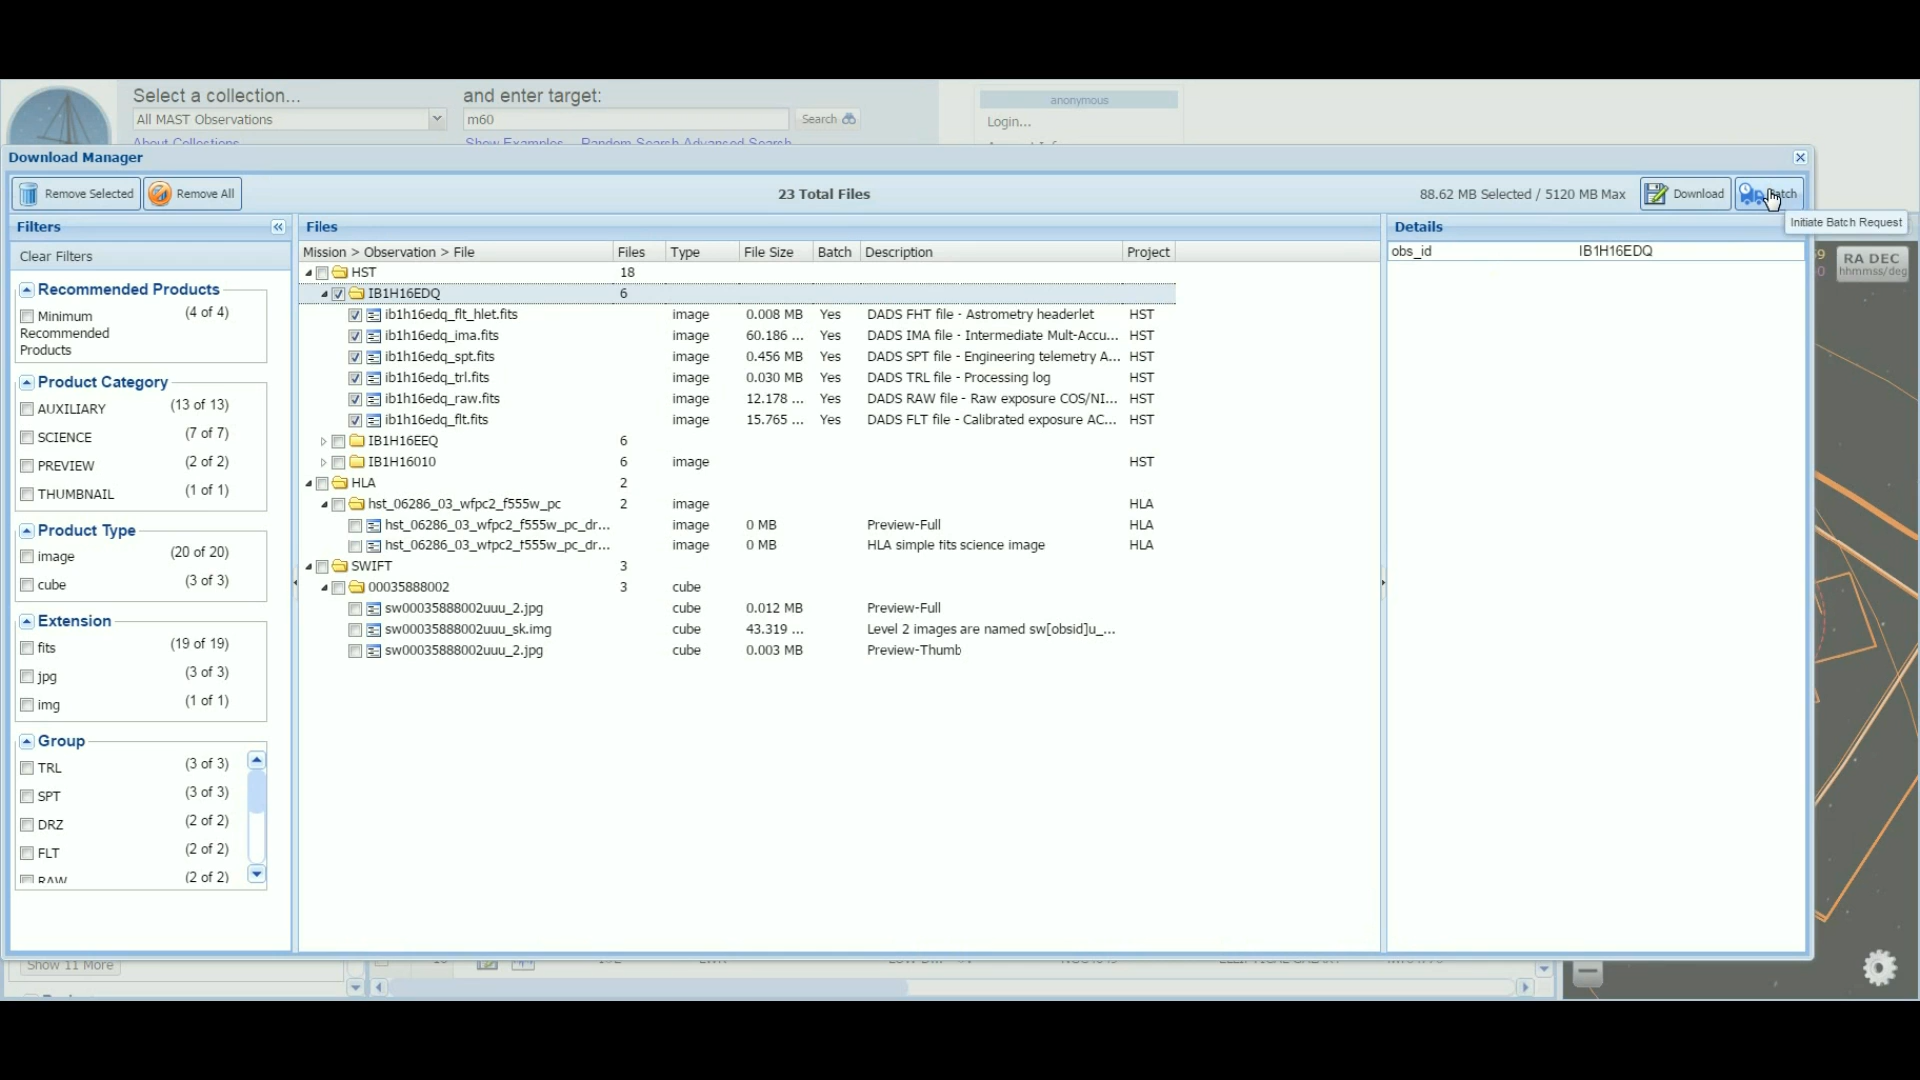 Select a collection...
and enter target:
anonymous
All MAST Observations
m60
Search
Login...
About Collections
Show Examples... Random Search Advanced Search
Download Manager
Remove Selected
Remove All
23 Total Files
88.62 MB Selected / 5120 MB Max
Download
Initiate Batch Request
Filters
Files
Details
Clear Filters
Mission > Observation > File
Files
Type
File Size
Batch
Description
Project
obs_id
IB1H16EDQ
RA DEC
hhmmss/deg
HST 18
IB1H16EDQ 6
ib1h16edq_flt_hlet.fits image 0.008 MB Yes DADS FHT file - Astrometry headerlet HST
ib1h16edq_ima.fits image 60.186 ... Yes DADS IMA file - Intermediate Mult-Accu... HST
ib1h16edq_spt.fits image 0.456 MB Yes DADS SPT file - Engineering telemetry A... HST
ib1h16edq_trl.fits image 0.030 MB Yes DADS TRL file - Processing log HST
ib1h16edq_raw.fits image 12.178 ... Yes DADS RAW file - Raw exposure COS/NI... HST
ib1h16edq_flt.fits image 15.765 ... Yes DADS FLT file - Calibrated exposure AC... HST
IB1H16EEQ 6
IB1H16010 6 image HST
HLA 2
hst_06286_03_wfpc2_f555w_pc 2 image HLA
hst_06286_03_wfpc2_f555w_pc_dr... image 0 MB Preview-Full HLA
hst_06286_03_wfpc2_f555w_pc_dr... image 0 MB HLA simple fits science image HLA
SWIFT 3
00035888002 3 cube
sw00035888002uuu_2.jpg cube 0.012 MB Preview-Full
sw00035888002uuu_sk.img cube 43.319 ... Level 2 images are named sw[obsid]u_...
sw00035888002uuu_2.jpg cube 0.003 MB Preview-Thumb
Recommended Products
Minimum Recommended Products (4 of 4)
Product Category
AUXILIARY (13 of 13)
SCIENCE (7 of 7)
PREVIEW (2 of 2)
THUMBNAIL (1 of 1)
Product Type
image (20 of 20)
cube (3 of 3)
Extension
fits (19 of 19)
jpg (3 of 3)
img (1 of 1)
Group
TRL (3 of 3)
SPT (3 of 3)
DRZ (2 of 2)
FLT (2 of 2)
RAW (2 of 2)
Show 11 More